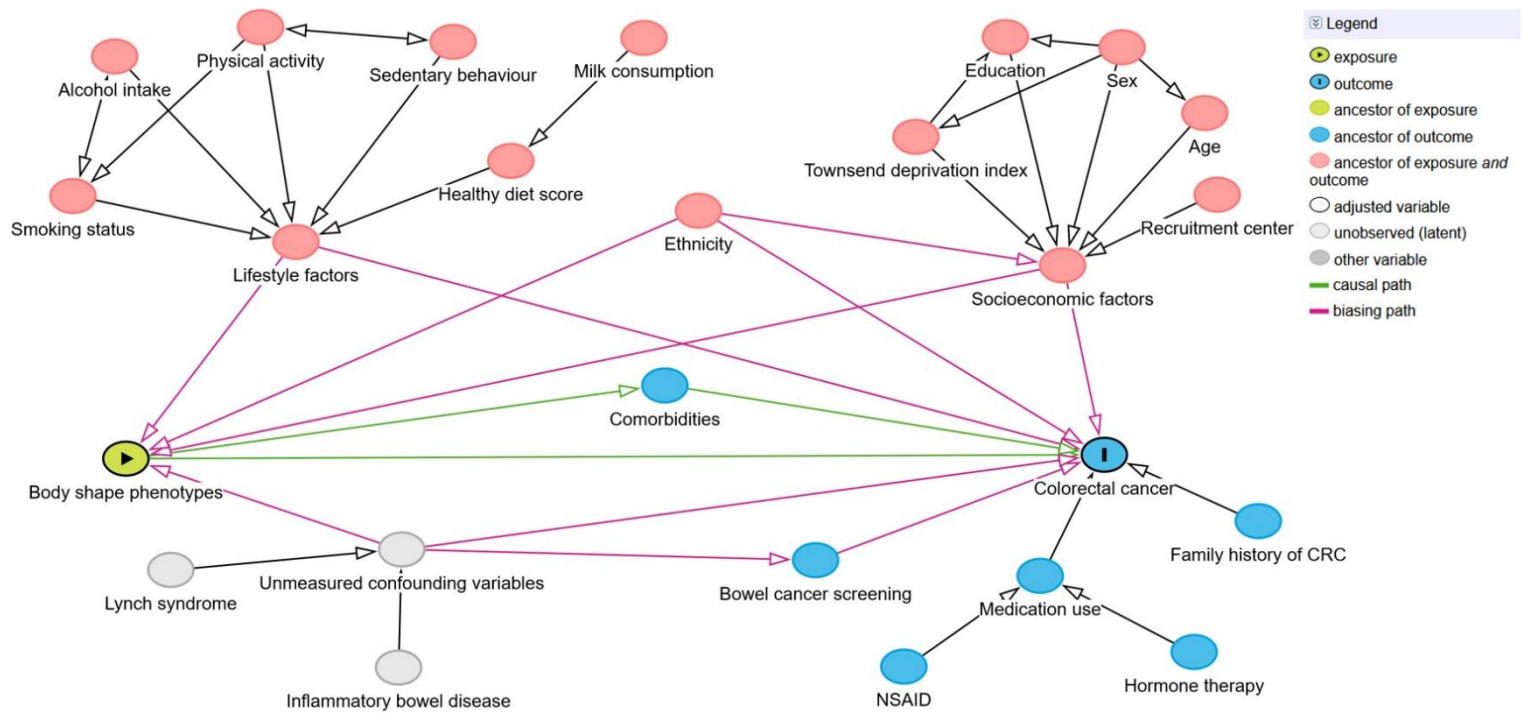 Legend
exposure
outcome
ancestor of exposure
ancestor of outcome
ancestor of exposure and
outcome
adjusted variable
unobserved (latent)
other variable
causal path
biasing path
Physical activity
Sedentary behaviour
Milk consumption
Alcohol intake
Education
Sex
Age
Townsend deprivation index
Healthy diet score
Smoking status
Recruitment center
Ethnicity
Lifestyle factors
Socioeconomic factors
Comorbidities
Body shape phenotypes
Colorectal cancer
Family history of CRC
Unmeasured confounding variables
Lynch syndrome
Bowel cancer screening
Medication use
Inflammatory bowel disease
NSAID
Hormone therapy